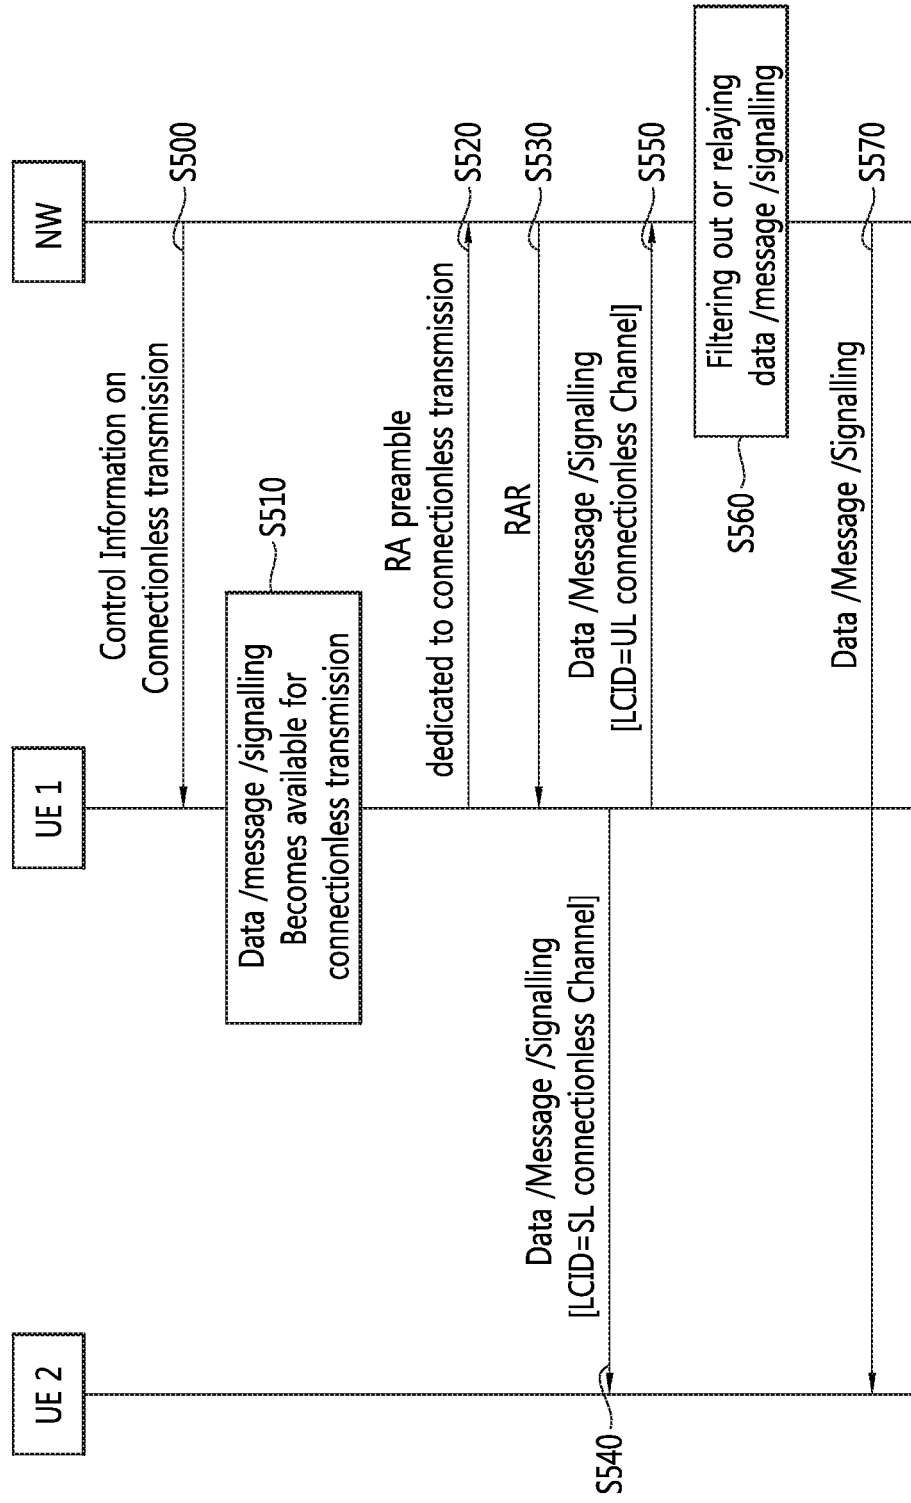 UE 2
UE 1
NW
Control Information on
Connectionless transmission
S500
Data /message /signalling
Becomes available for
connectionless transmission
S510
RA preamble
dedicated to connectionless transmission
S520
RAR
S530
Data /Message /Signalling
[LCID=SL connectionless Channel]
S540
Data /Message /Signalling
[LCID=UL connectionless Channel]
S550
Filtering out or relaying
data /message /signalling
S560
Data /Message /Signalling
S570